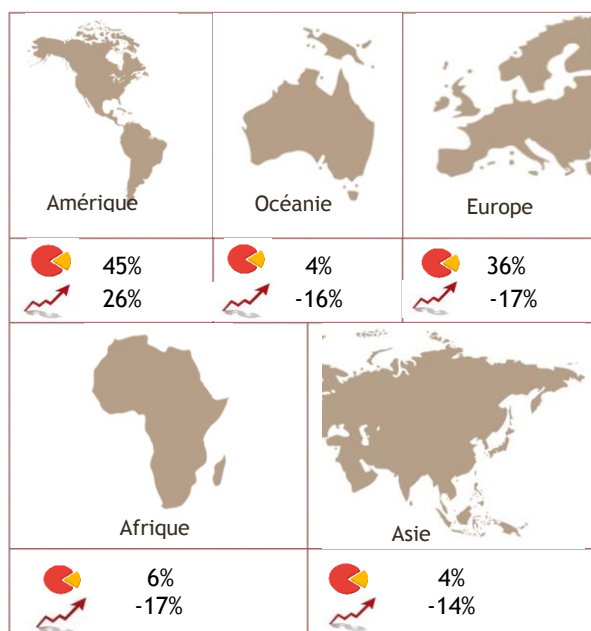 Amérique
Océanie
Europe
45%
26%
4%
-16%
36%
-17%
Afrique
Asie
6%
-17%
4%
-14%